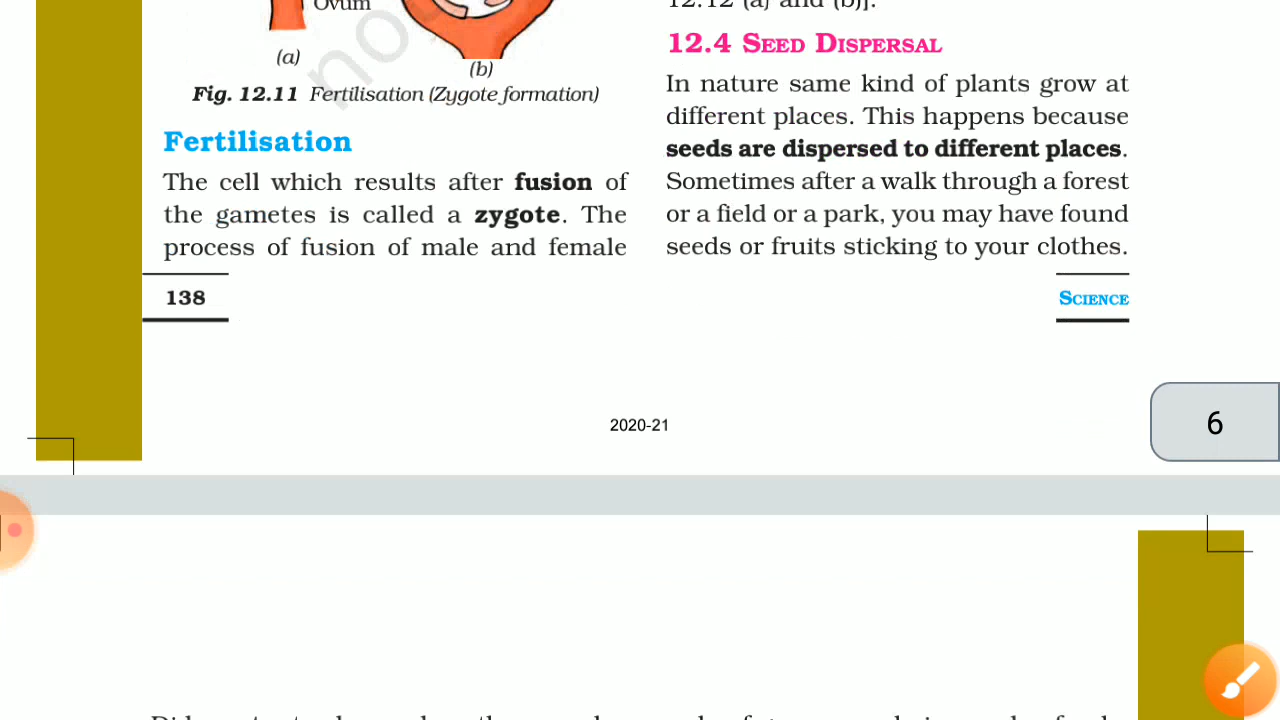 Ovum
(a)
(b)
Fig. 12.11 Fertilisation (Zygote formation)
Fertilisation
The cell which results after fusion of
the gametes is called a zygote. The
process of fusion of male and female
138
12.12 (a) and (b)].
12.4 SEED DISPERSAL
In nature same kind of plants grow at
different places. This happens because
seeds are dispersed to different places.
Sometimes after a walk through a forest
or a field or a park, you may have found
seeds or fruits sticking to your clothes.
SCIENCE
2020-21
6